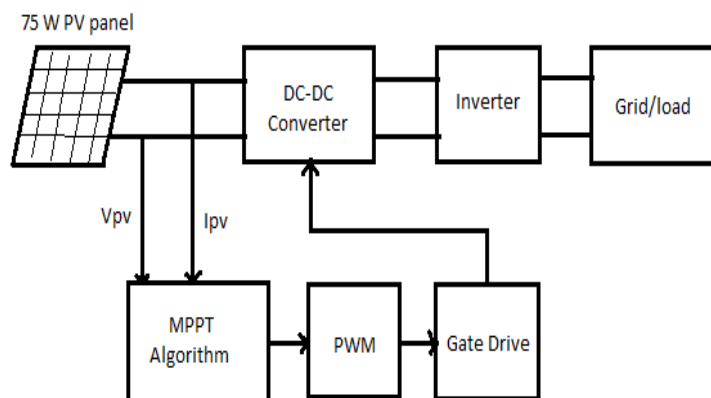 75 W PV panel
DC-DC
Converter
Inverter
Grid/load
Vpv
Ipv
MPPT
Algorithm
PWM
Gate Drive